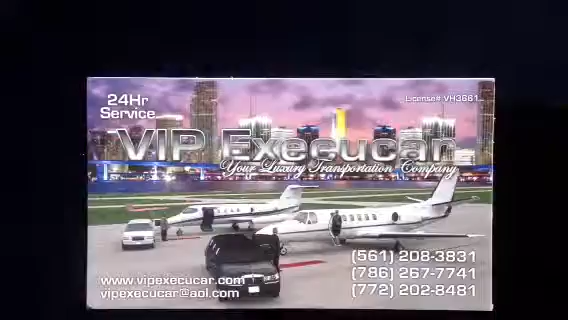 24Hr
Service
License# VH3661
VIP Execucar
Your Luxury Transportation Company
(561) 208-3831
(786) 267-7741
(772) 202-8481
www.vipexecucar.com
vipexecucar@aol.com